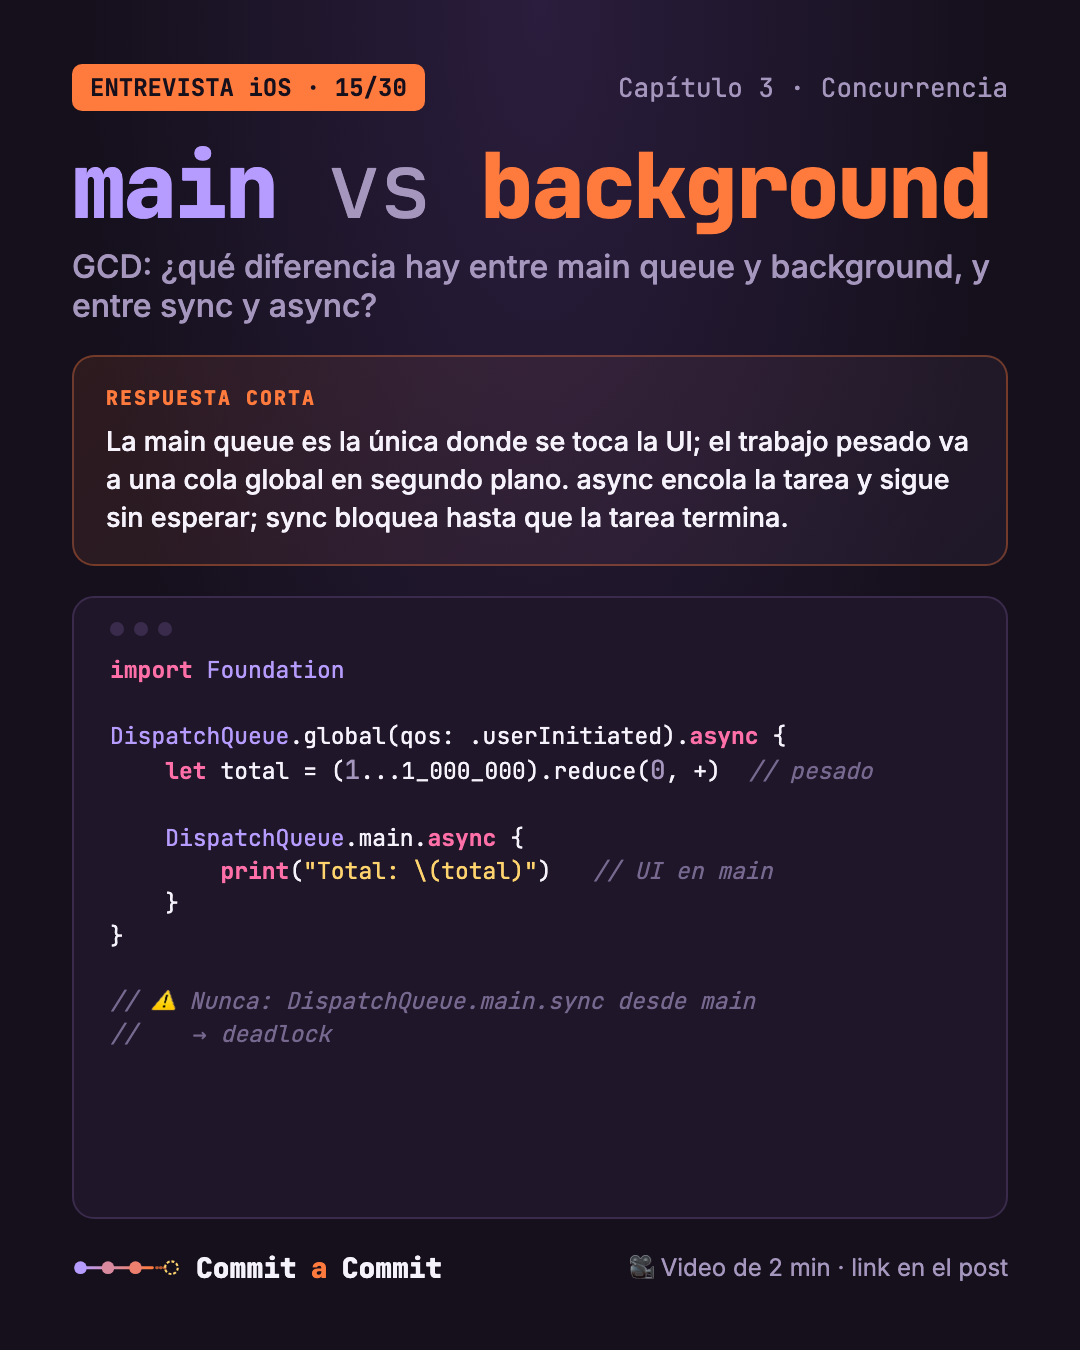 ENTREVISTA iOS · 15/30
Capítulo 3 · Concurrencia
main vs background
GCD: ¿qué diferencia hay entre main queue y background, y
entre sync y async?
RESPUESTA CORTA
La main queue es la única donde se toca la UI; el trabajo pesado va
a una cola global en segundo plano. async encola la tarea y sigue
sin esperar; sync bloquea hasta que la tarea termina.
import Foundation
DispatchQueue.global(qos: .userInitiated).async {
    let total = (1...1_000_000).reduce(0, +)  // pesado
    DispatchQueue.main.async {
        print("Total: \(total)")   // UI en main
    }
}
// ⚠️ Nunca: DispatchQueue.main.sync desde main
//    → deadlock
Commit a Commit
🎥 Video de 2 min · link en el post